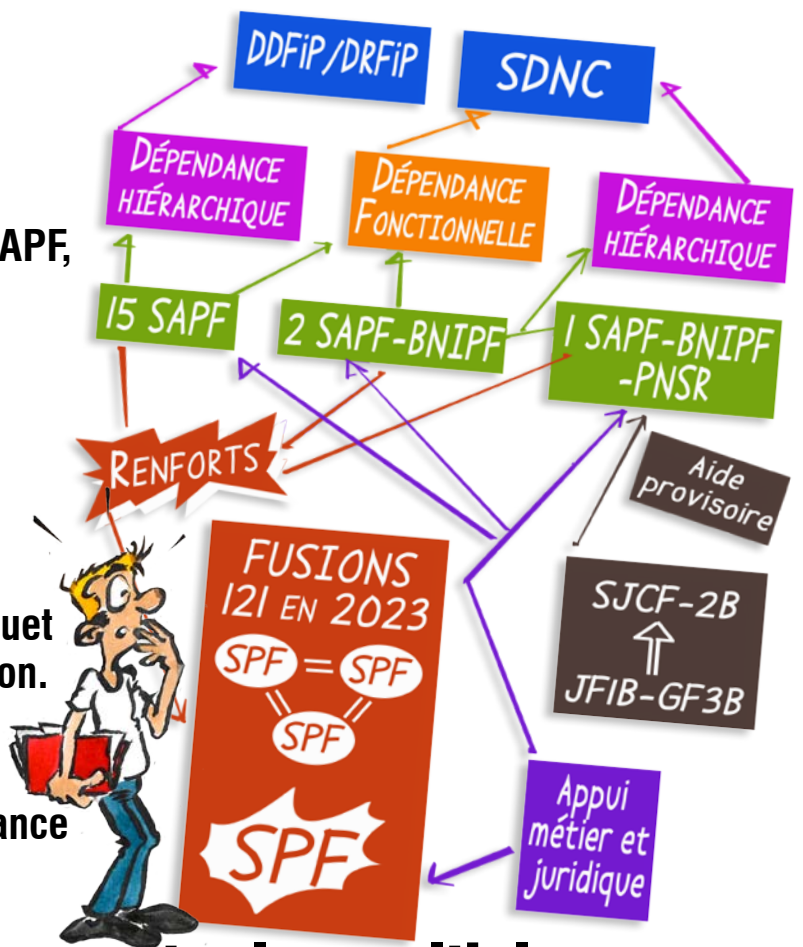 DDFiP/DRFiP
SDNC
DÉPENDANCE
HIÉRARCHIQUE
DÉPENDANCE
FONCTIONNELLE
DÉPENDANCE
HIÉRARCHIQUE
APF,
15 SAPF
2 SAPF-BNIPF
1 SAPF-BNIPF
-PNSR
RENFORTS
Aide
provisoire
FUSIONS
121 EN 2023
SPF = SPF
SPF
SPF
SJCF-2B
JF1B-GF3B
uet
on.
ance
Appui
métier et
juridique